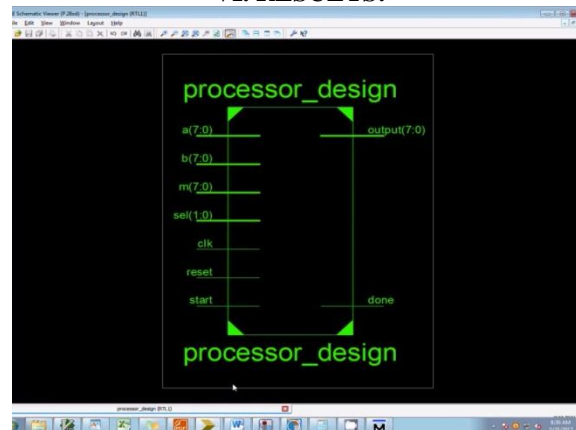 VI. RESULTS:
Schematic Viewer (P.28xd) - [processor_design (RTL1)]
File Edit View Window Layout Help
processor_design
a(7:0) output(7:0)
b(7:0)
m(7:0)
sel(1:0)
clk
reset
start done
processor_design
processor_design (RTL1)